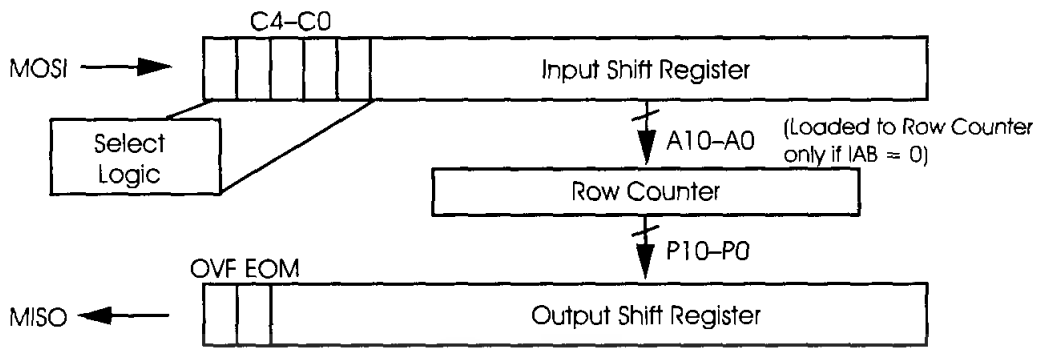 C4–C0
MOSI
Input Shift Register
Select
Logic
A10–A0
(Loaded to Row Counter
only if IAB = 0)
Row Counter
P10–P0
OVF EOM
MISO
Output Shift Register